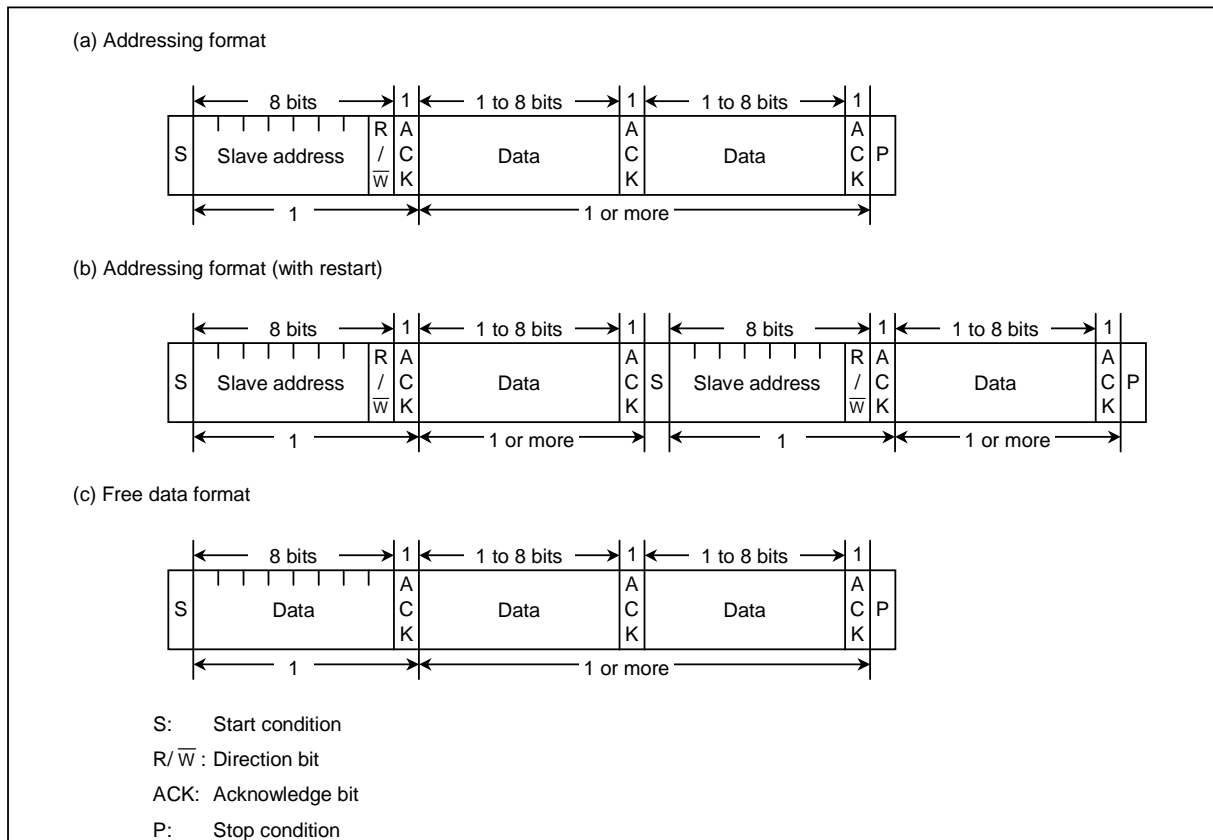 (a) Addressing format
8 bits 1 1 to 8 bits 1 1 to 8 bits 1
S Slave address R/W̅ ACK Data ACK Data ACK P
1 1 or more
(b) Addressing format (with restart)
8 bits 1 1 to 8 bits 1 8 bits 1 1 to 8 bits 1
S Slave address R/W̅ ACK Data ACK S Slave address R/W̅ ACK Data ACK P
1 1 or more 1 1 or more
(c) Free data format
8 bits 1 1 to 8 bits 1 1 to 8 bits 1
S Data ACK Data ACK Data ACK P
1 1 or more
S: Start condition
R/W̅ : Direction bit
ACK: Acknowledge bit
P: Stop condition